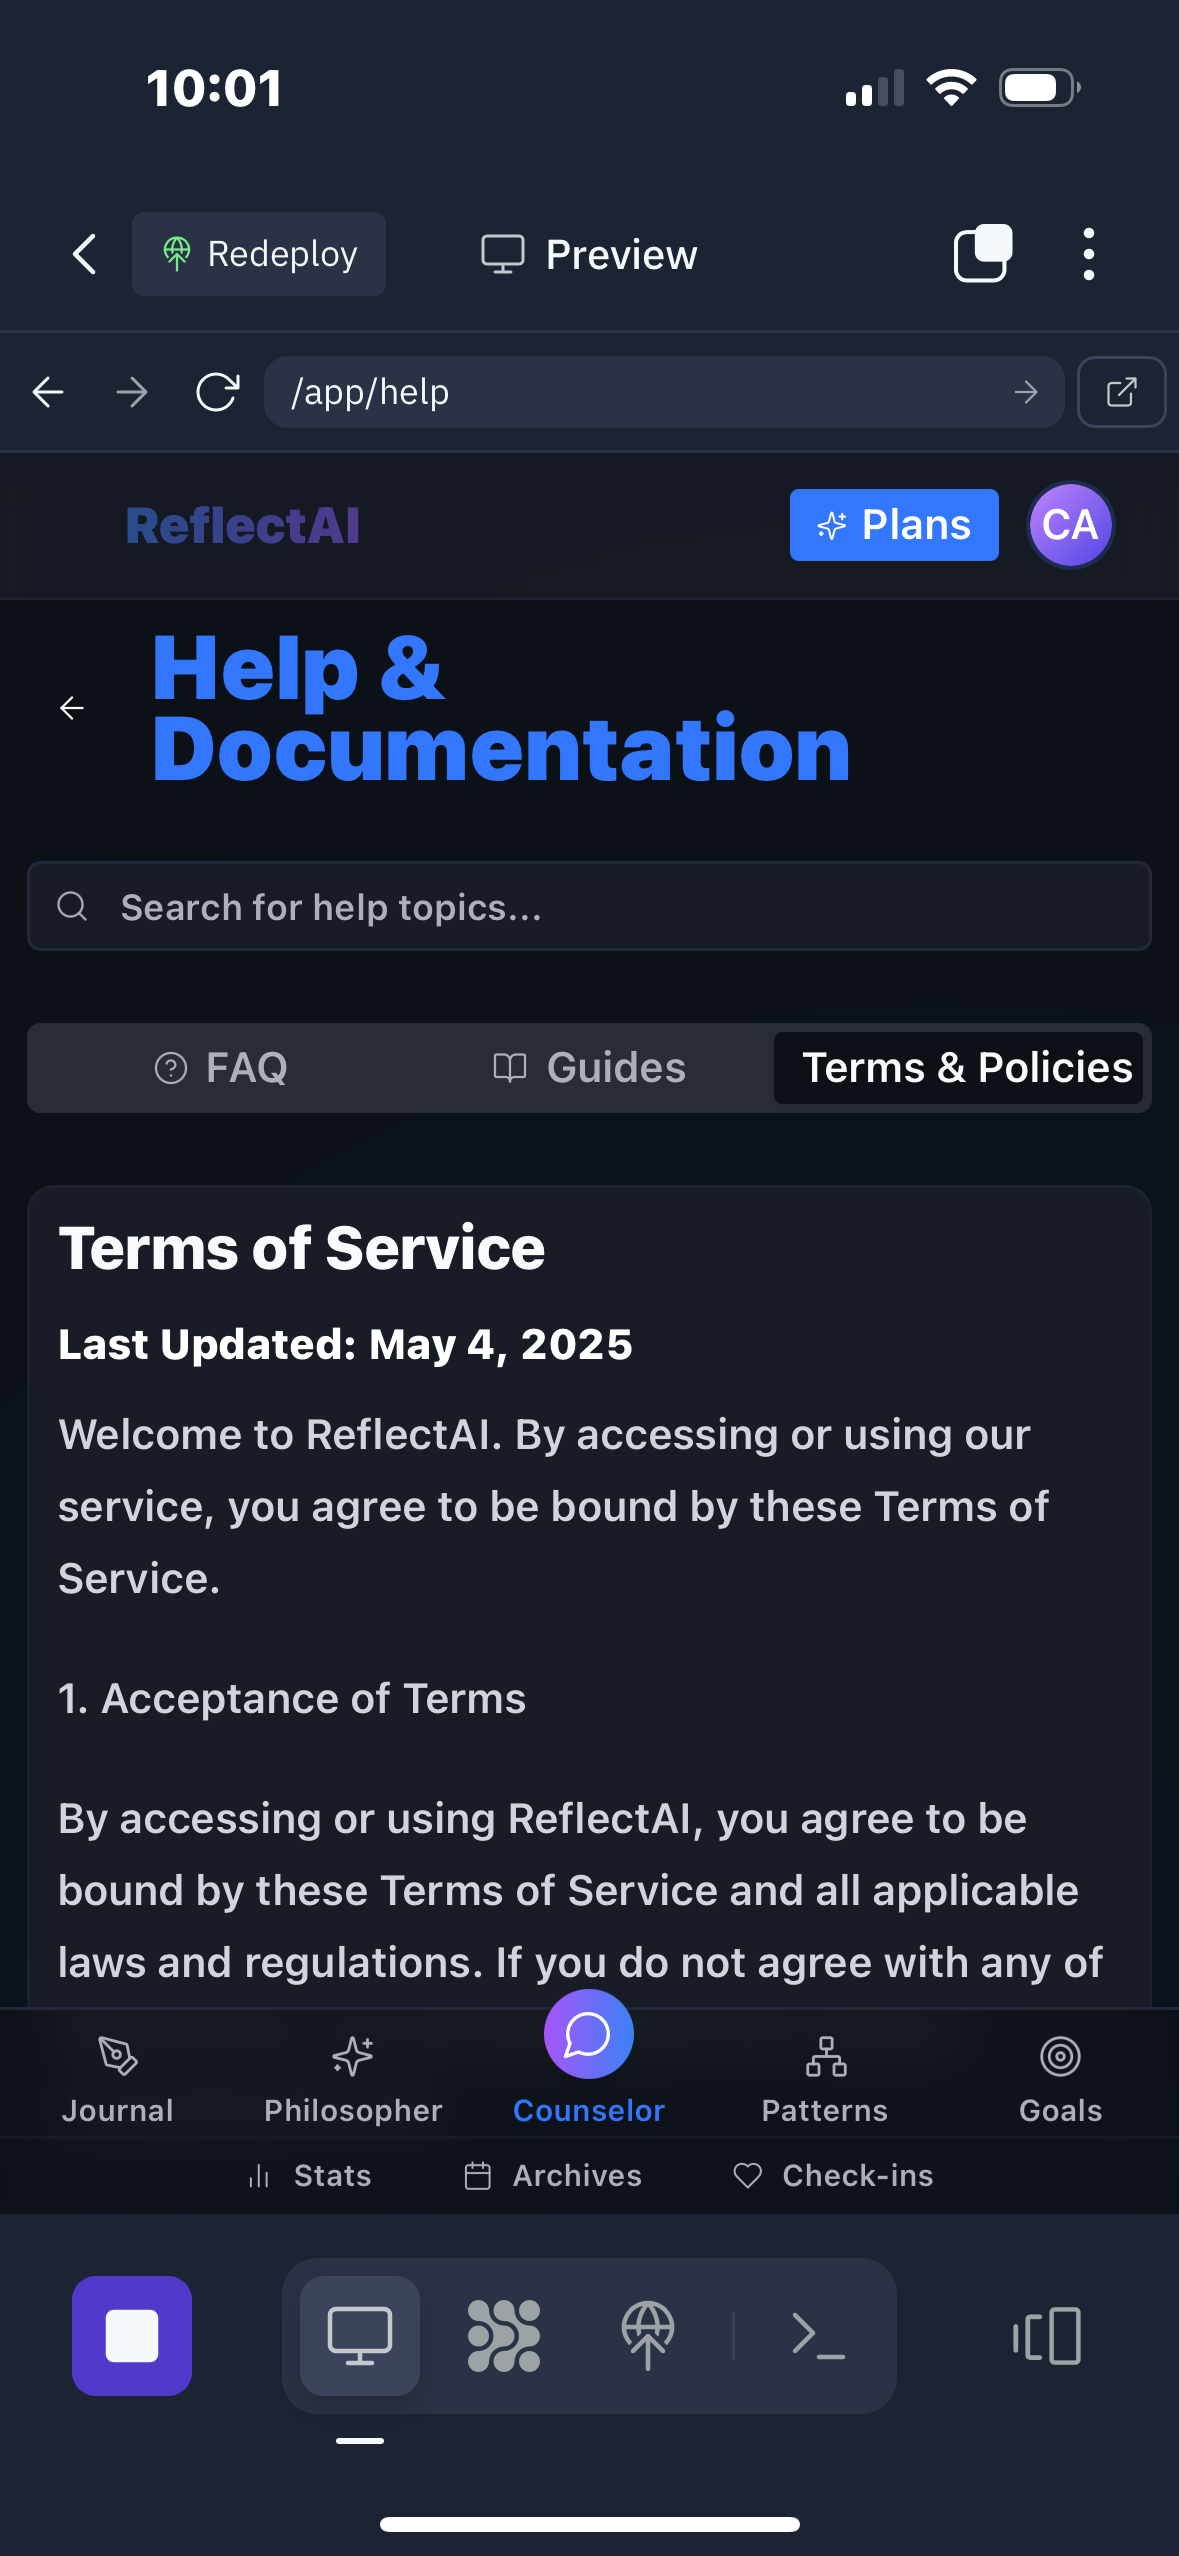 10:01
Redeploy
Preview
/app/help
ReflectAI
Plans
CA
Help &
Documentation
Search for help topics...
FAQ
Guides
Terms & Policies
Terms of Service
Last Updated: May 4, 2025
Welcome to ReflectAI. By accessing or using our
service, you agree to be bound by these Terms of
Service.
1. Acceptance of Terms
By accessing or using ReflectAI, you agree to be
bound by these Terms of Service and all applicable
laws and regulations. If you do not agree with any of
Journal
Philosopher
Counselor
Patterns
Goals
Stats
Archives
Check-ins